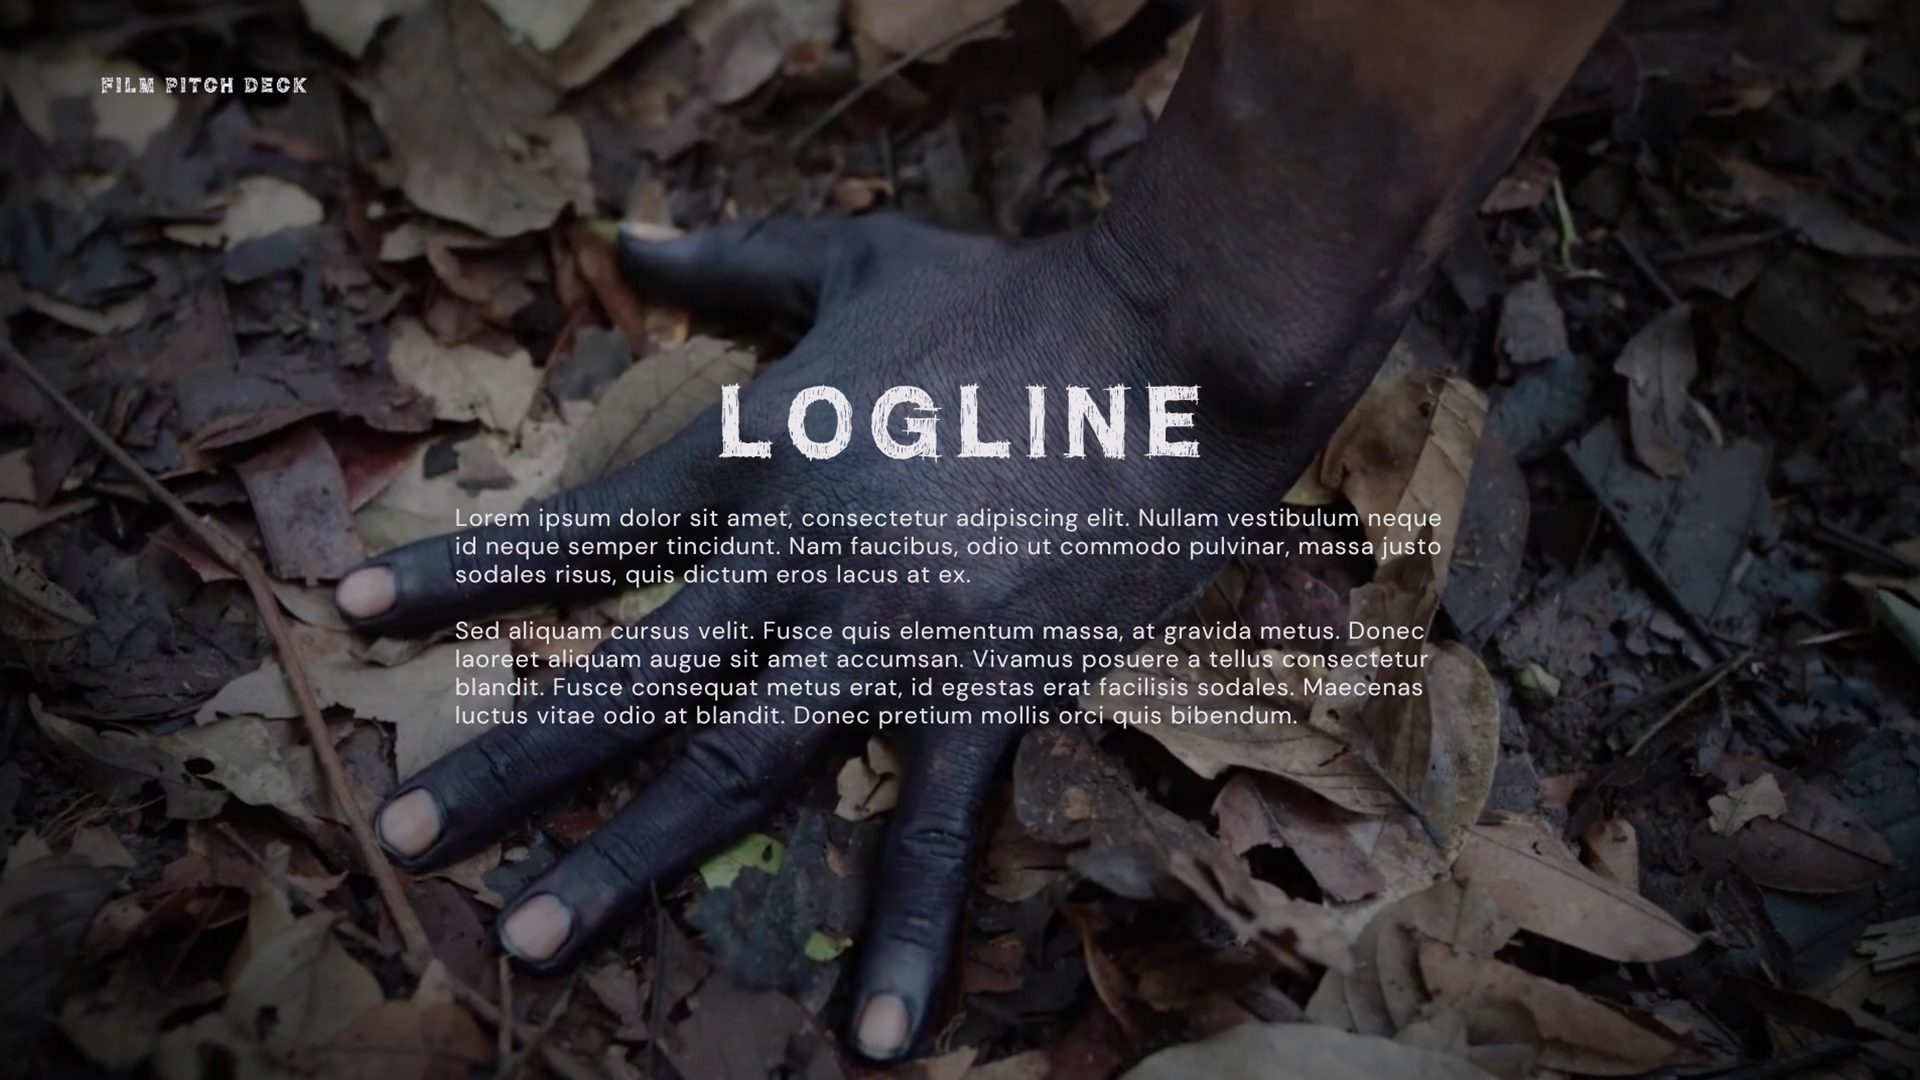 FILM PITCH DECK
LOGLINE
Lorem ipsum dolor sit amet, consectetur adipiscing elit. Nullam vestibulum neque
id neque semper tincidunt. Nam faucibus, odio ut commodo pulvinar, massa justo
sodales risus, quis dictum eros lacus at ex.
Sed aliquam cursus velit. Fusce quis elementum massa, at gravida metus. Donec
laoreet aliquam augue sit amet accumsan. Vivamus posuere a tellus consectetur
blandit. Fusce consequat metus erat, id egestas erat facilisis sodales. Maecenas
luctus vitae odio at blandit. Donec pretium mollis orci quis bibendum.